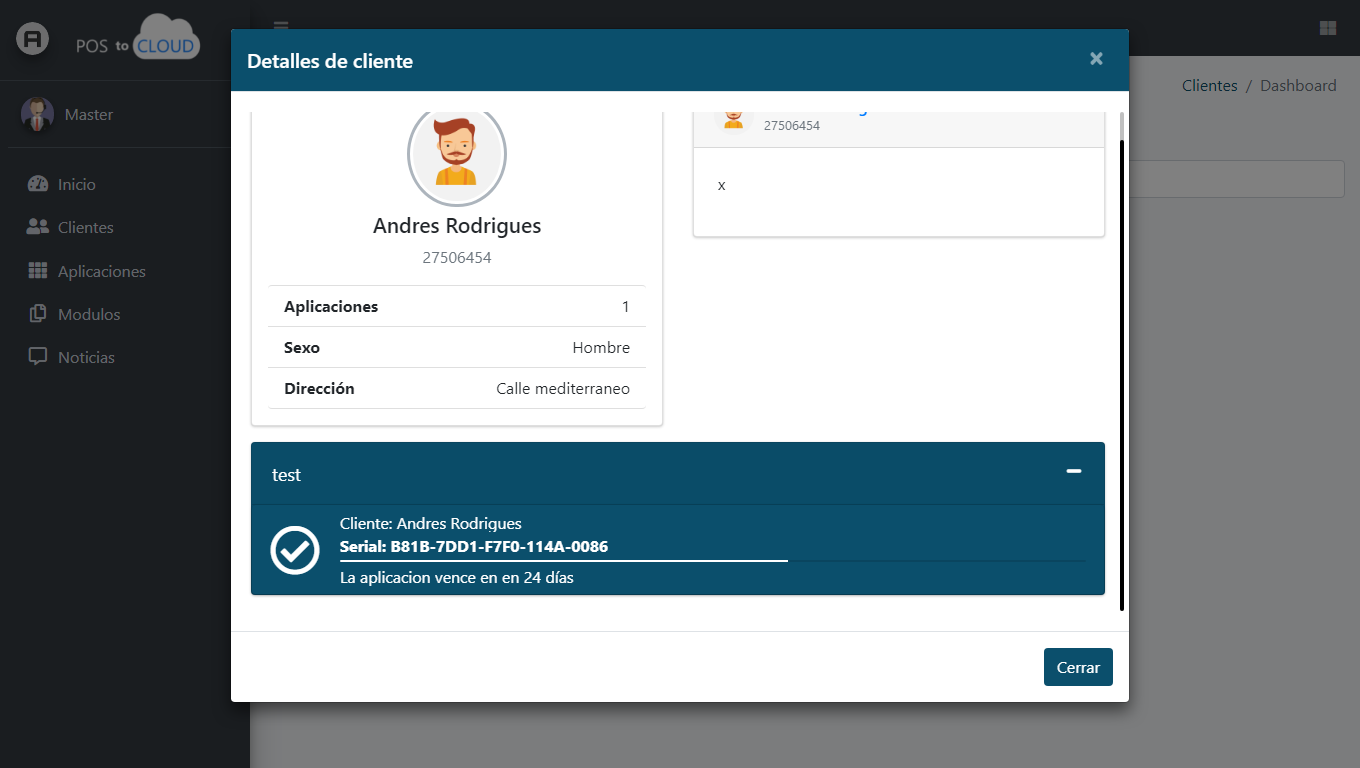 A
POS to CLOUD
Master
Inicio
Clientes
Aplicaciones
Modulos
Noticias
Clientes / Dashboard
Detalles de cliente
×
Andres Rodrigues
27506454
Aplicaciones 1
Sexo Hombre
Dirección Calle mediterraneo
27506454
x
test
Cliente: Andres Rodrigues
Serial: B81B-7DD1-F7F0-114A-0086
La aplicacion vence en en 24 días
Cerrar